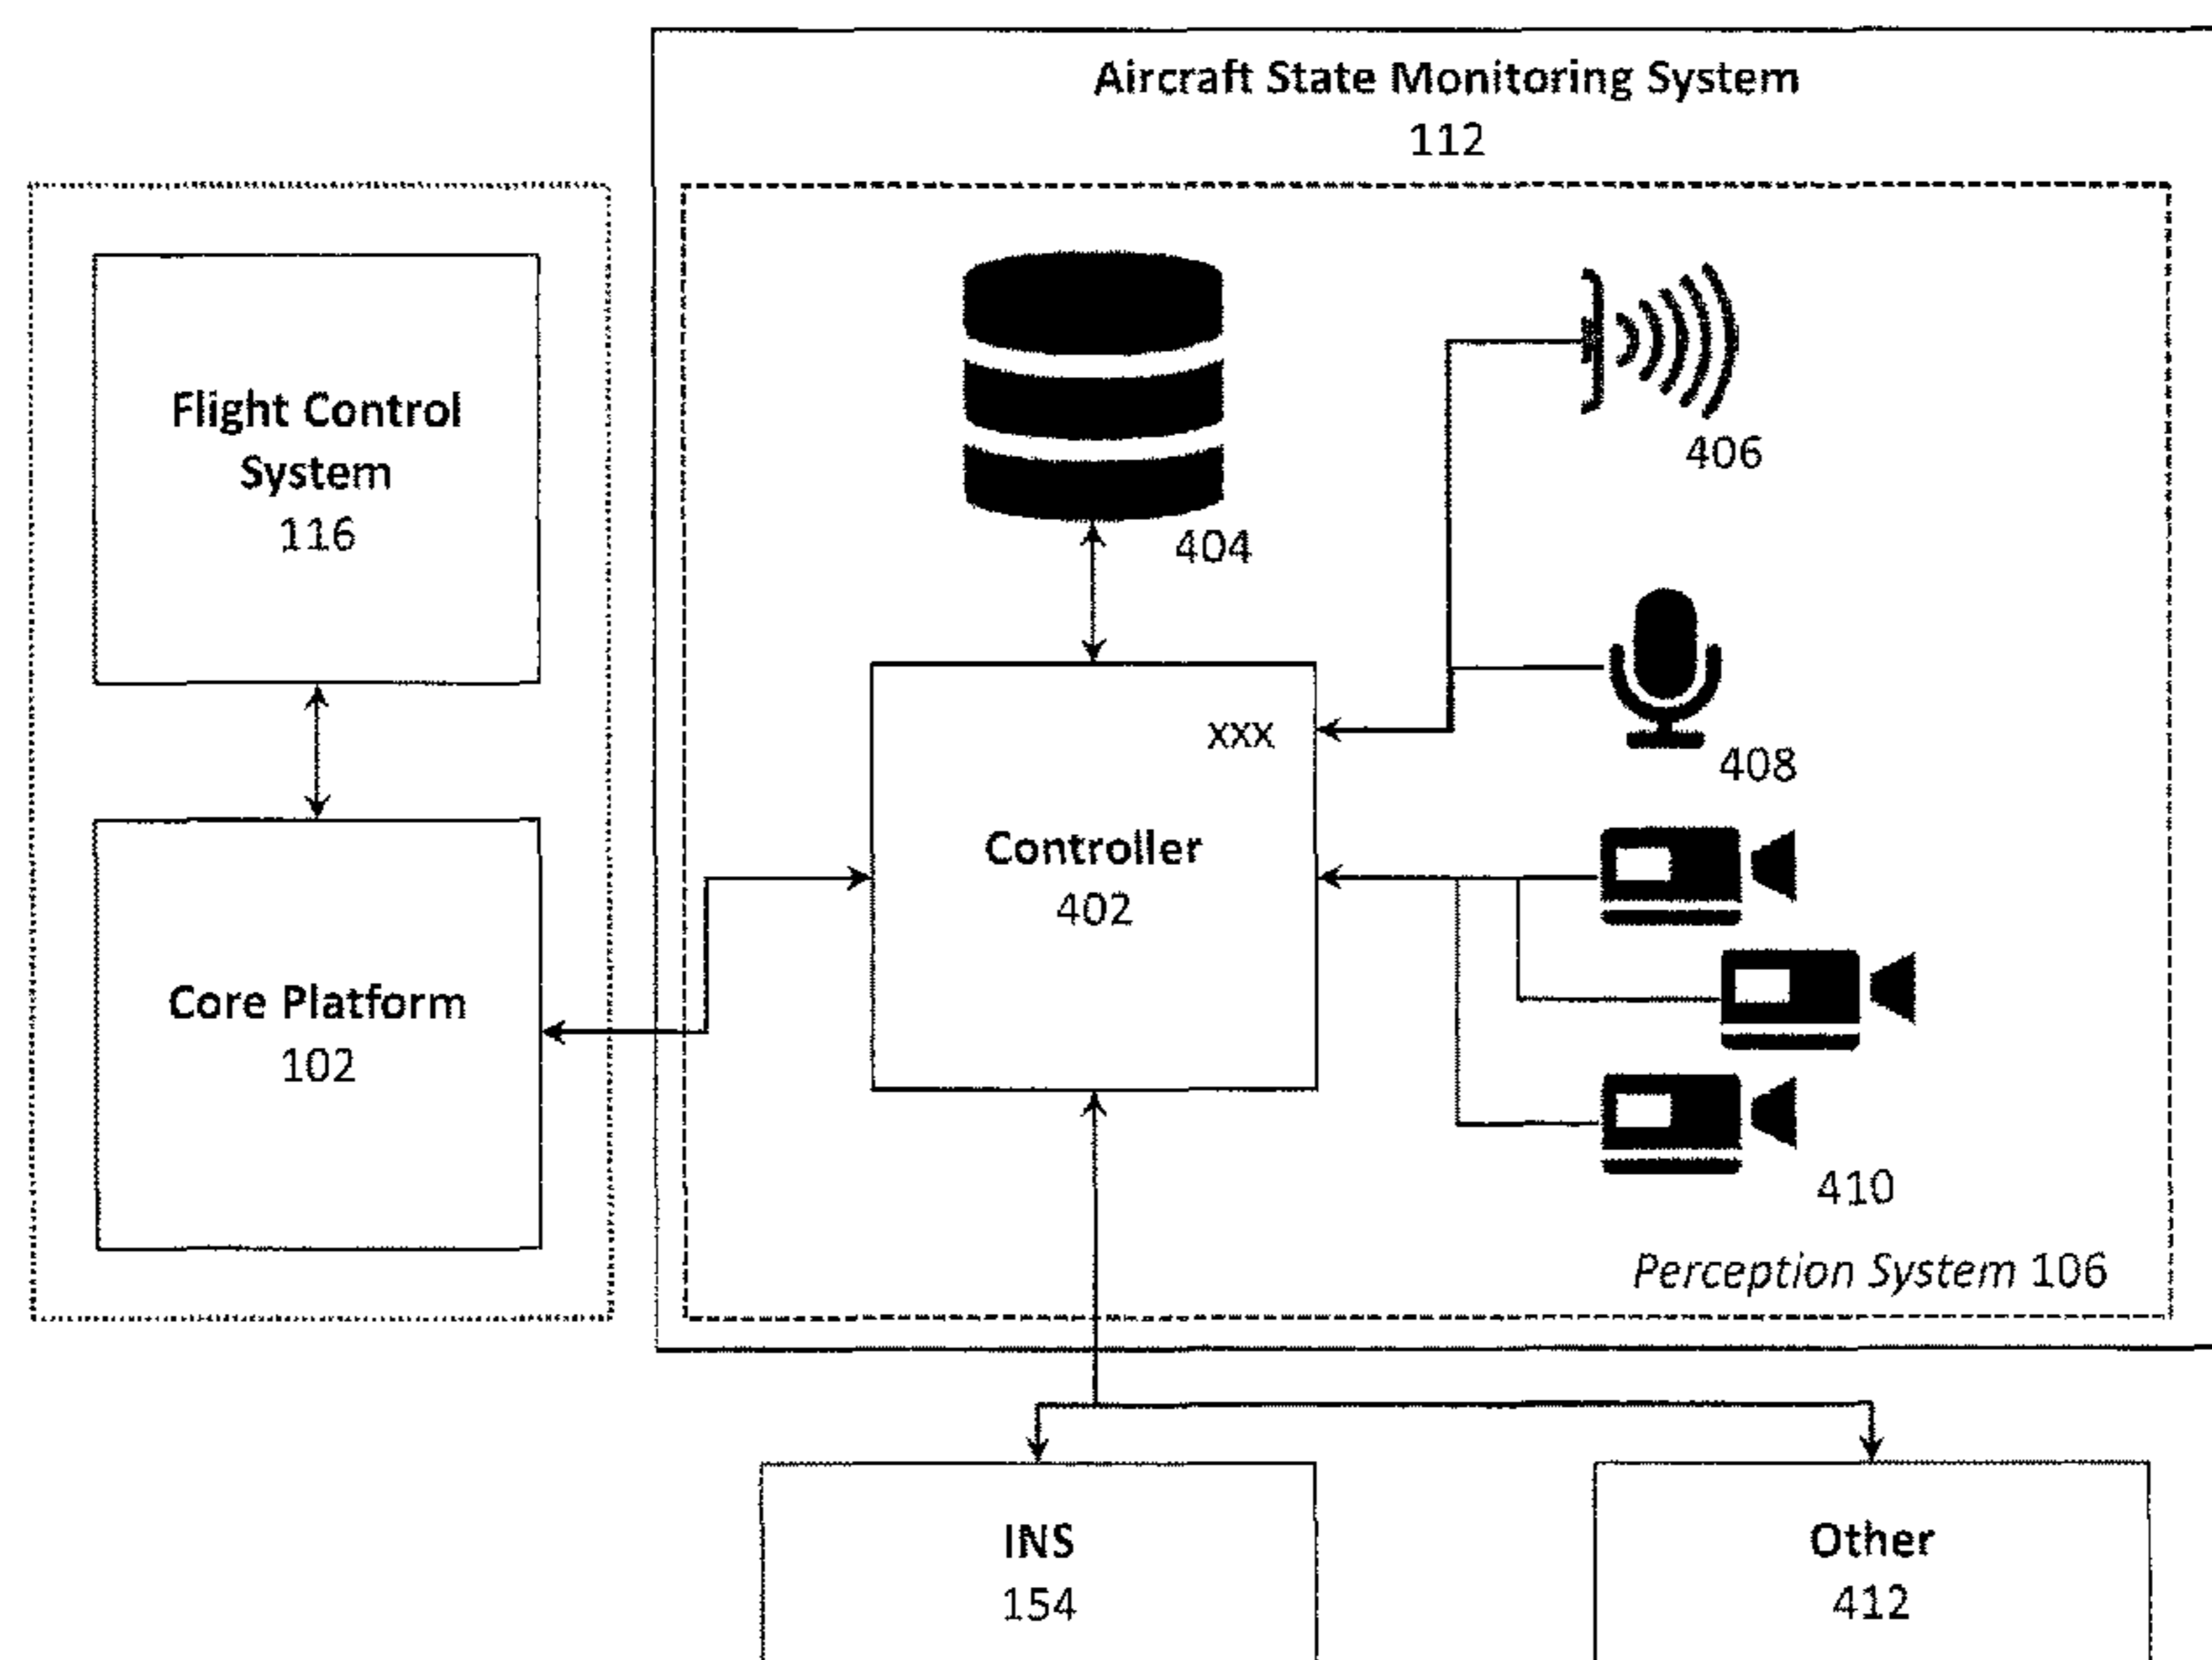 Aircraft State Monitoring System
112
Flight Control
System
116
406
404
408
XXX
Controller
402
Core Platform
102
410
Perception System 106
INS
154
Other
412